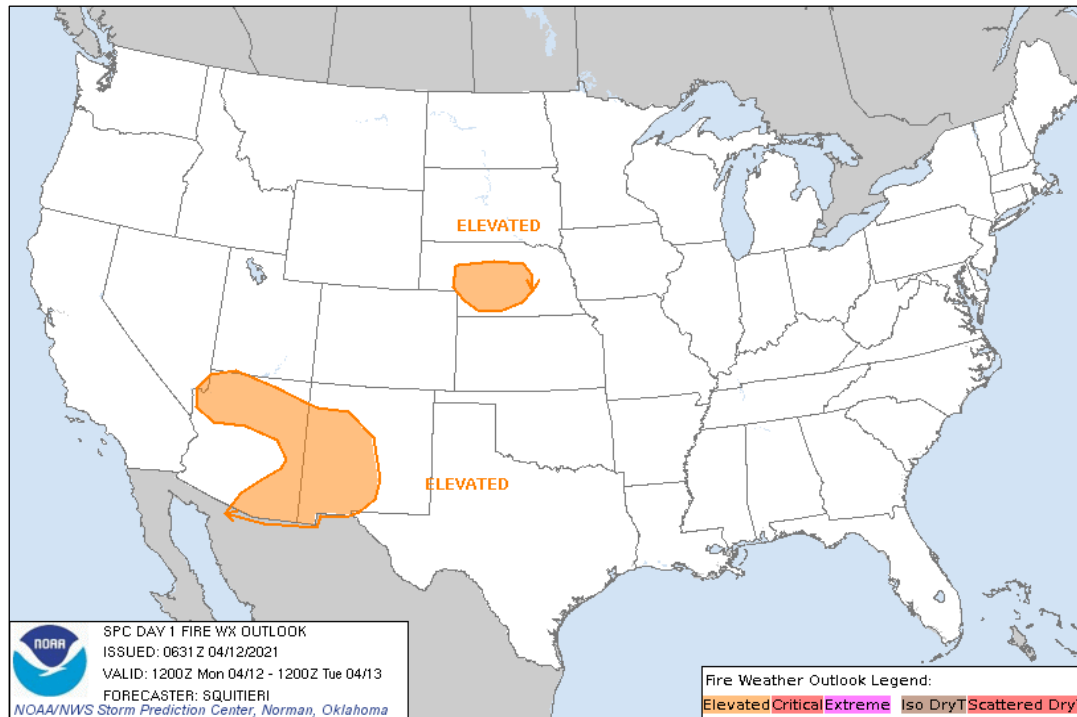 ELEVATED
ELEVATED
NOAA
SPC DAY 1 FIRE WX OUTLOOK
ISSUED: 0631Z 04/12/2021
VALID: 1200Z Mon 04/12 - 1200Z Tue 04/13
FORECASTER: SQUITIERI
NOAA/NWS Storm Prediction Center, Norman, Oklahoma
Fire Weather Outlook Legend:
Elevated Critical Extreme Iso DryT Scattered DryT